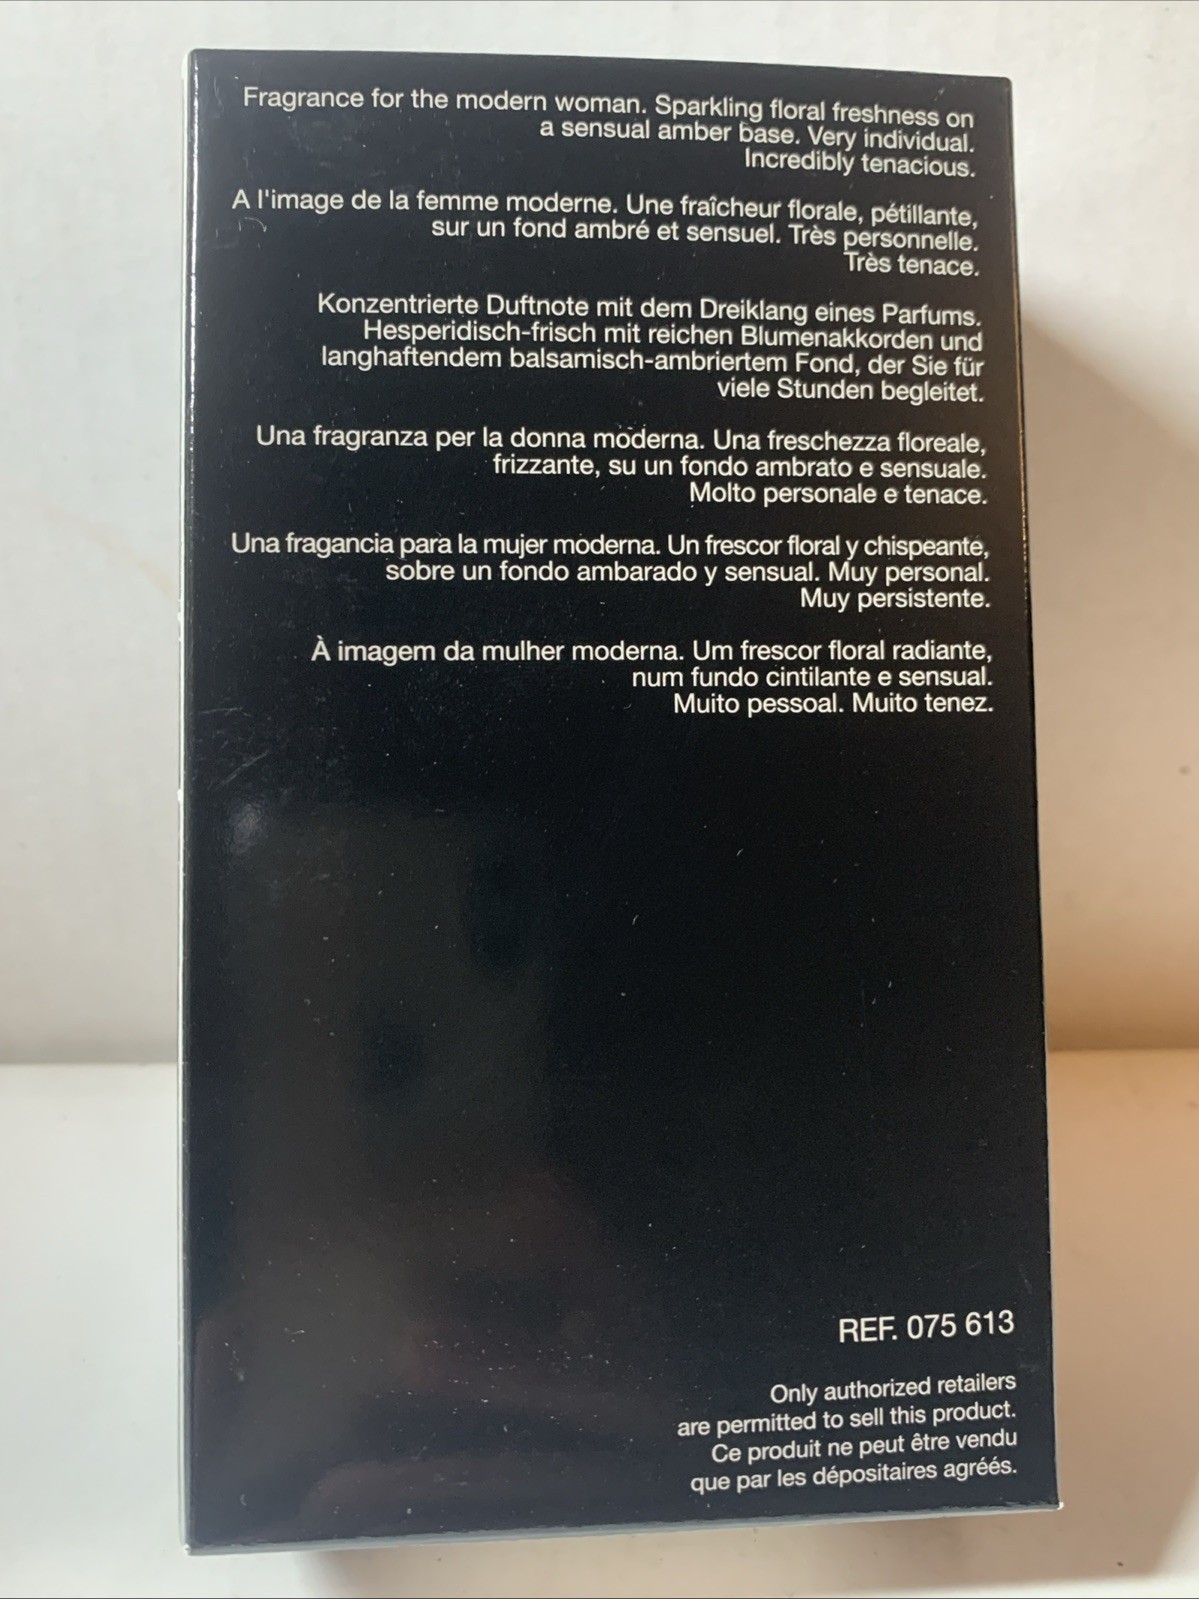 Fragrance for the modern woman. Sparkling floral freshness on
a sensual amber base. Very individual.
Incredibly tenacious.
A l'image de la femme moderne. Une fraîcheur florale, pétillante,
sur un fond ambré et sensuel. Très personnelle.
Très tenace.
Konzentrierte Duftnote mit dem Dreiklang eines Parfums.
Hesperidisch-frisch mit reichen Blumenakkorden und
langhaftendem balsamisch-ambriertem Fond, der Sie für
viele Stunden begleitet.
Una fragranza per la donna moderna. Una freschezza floreale,
frizzante, su un fondo ambrato e sensuale.
Molto personale e tenace.
Una fragancia para la mujer moderna. Un frescor floral y chispeante,
sobre un fondo ambarado y sensual. Muy personal.
Muy persistente.
À imagem da mulher moderna. Um frescor floral radiante,
num fundo cintilante e sensual.
Muito pessoal. Muito tenez.
REF. 075 613
Only authorized retailers
are permitted to sell this product.
Ce produit ne peut être vendu
que par les dépositaires agréés.